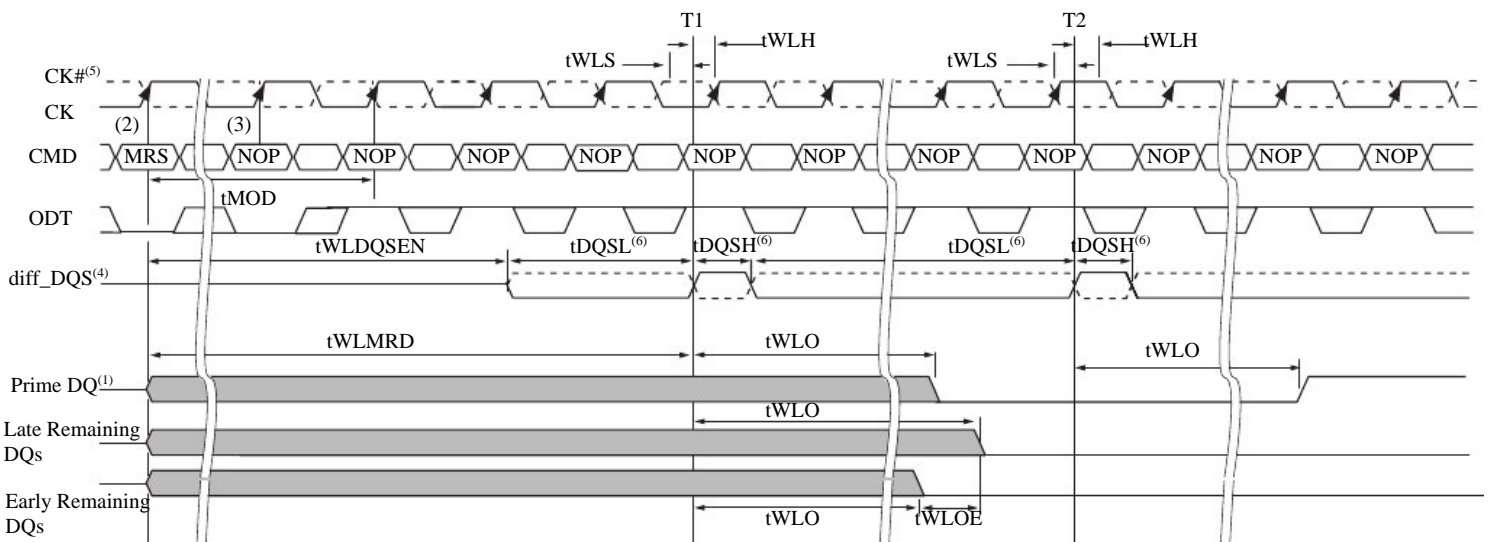 T1 T2
tWLH tWLH
tWLS tWLS
CK#(5)
CK
(2) (3)
CMD MRS NOP NOP NOP NOP NOP NOP NOP NOP NOP NOP NOP
tMOD
ODT
tWLDQSEN tDQSL(6) tDQSH(6) tDQSL(6) tDQSH(6)
diff_DQS(4)
tWLMRD tWLO tWLO
Prime DQ(1)
tWLO
Late Remaining
DQs
Early Remaining
DQs
tWLO tWLOE